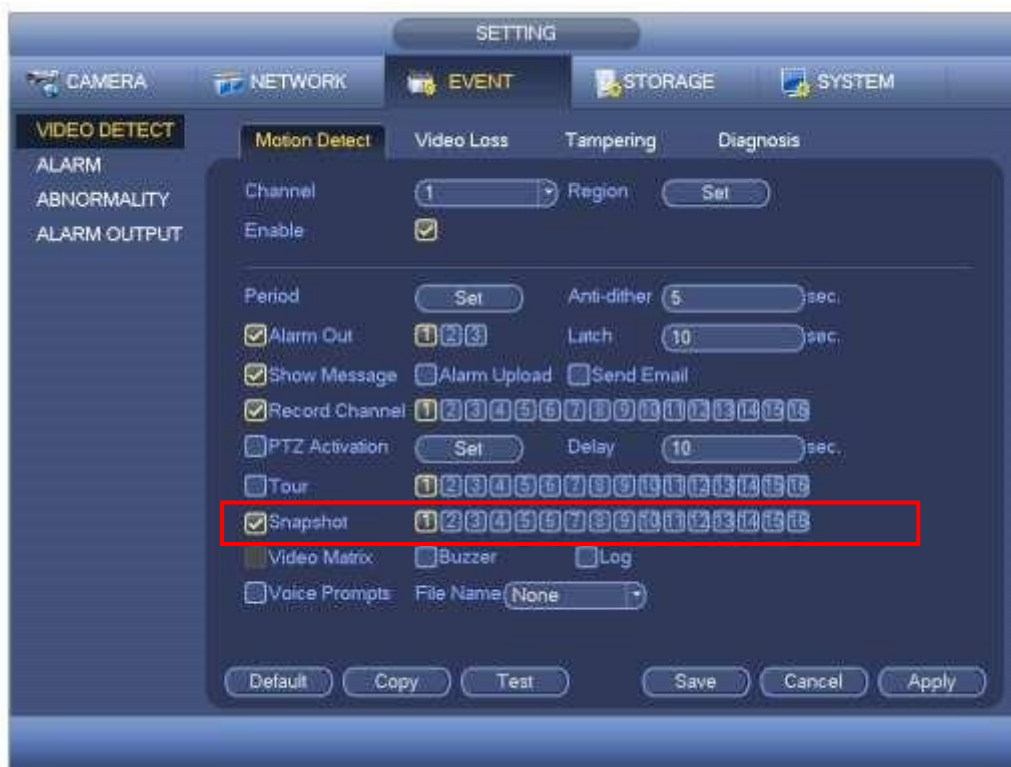 SETTING
CAMERA NETWORK EVENT STORAGE SYSTEM
VIDEO DETECT
ALARM
ABNORMALITY
ALARM OUTPUT
Motion Detect Video Loss Tampering Diagnosis
Channel 1 Region Set
Enable
Period Set Anti-dither 5 sec.
Alarm Out 1 2 3 Latch 10 sec.
Show Message Alarm Upload Send Email
Record Channel 1 2 3 4 5 6 7 8 9 10 11 12 13 14 15 16
PTZ Activation Set Delay 10 sec.
Tour 1 2 3 4 5 6 7 8 9 10 11 12 13 14 15 16
Snapshot 1 2 3 4 5 6 7 8 9 10 11 12 13 14 15 16
Video Matrix Buzzer Log
Voice Prompts File Name None
Default Copy Test Save Cancel Apply